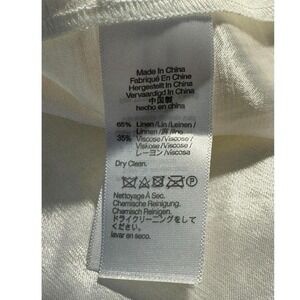 Made In China
Fabriqué En Chine
Hergestellt In China
Vervaardigd In China
中国製
hecho en chino
65% Linen/Lin/Leinen/
Linnen/麻/lino
35% Viscose/Viscose/
Viskose/Viscose/
レーヨン/Viscosa
Dry Clean.
Nettoyage À Sec.
Chemische Reinigung.
Chemisch Reinigen.
ドライクリーニングをして
ください。
lavar en seco.